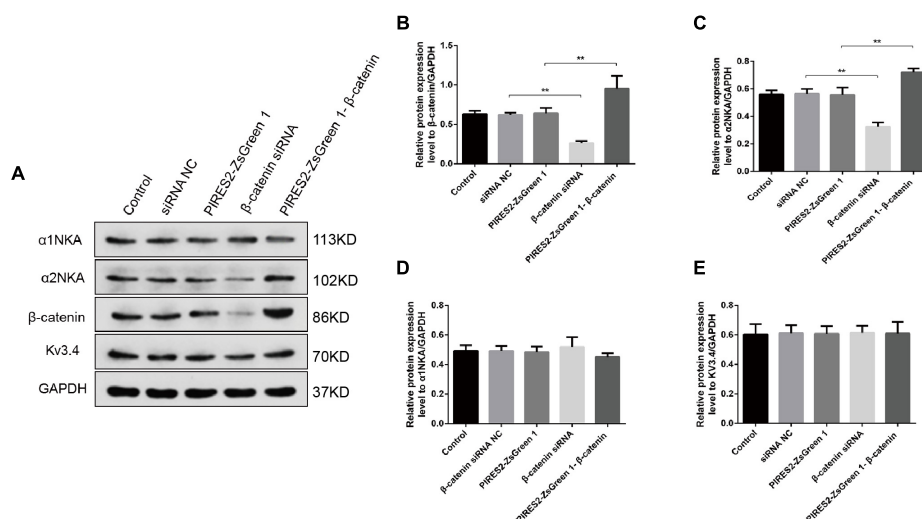 A
Control
siRNA NC
PIRES2-ZsGreen 1
β-catenin siRNA
PIRES2-ZsGreen 1- β-catenin
α1NKA
113KD
α2NKA
102KD
β-catenin
86KD
Kv3.4
70KD
GAPDH
37KD
B
Relative protein expression
level to β-catenin/GAPDH
1.5
1.0
0.5
0.0
**
**
Control
siRNA NC
PIRES2-ZsGreen 1
β-catenin siRNA
PIRES2-ZsGreen 1- β-catenin
C
Relative protein expression
level to α2NKA/GAPDH
0.8
0.6
0.4
0.2
0.0
**
**
Control
siRNA NC
PIRES2-ZsGreen 1
β-catenin siRNA
PIRES2-ZsGreen 1- β-catenin
D
Relative protein expression
level to α1NKA/GAPDH
0.8
0.6
0.4
0.2
0.0
Control
β-catenin siRNA NC
PIRES2-ZsGreen 1
β-catenin siRNA
PIRES2-ZsGreen 1- β-catenin
E
Relative protein expression
level to KV3.4/GAPDH
0.8
0.6
0.4
0.2
0.0
Control
siRNA NC
PIRES2-ZsGreen 1
β-catenin siRNA
PIRES2-ZsGreen 1- β-catenin